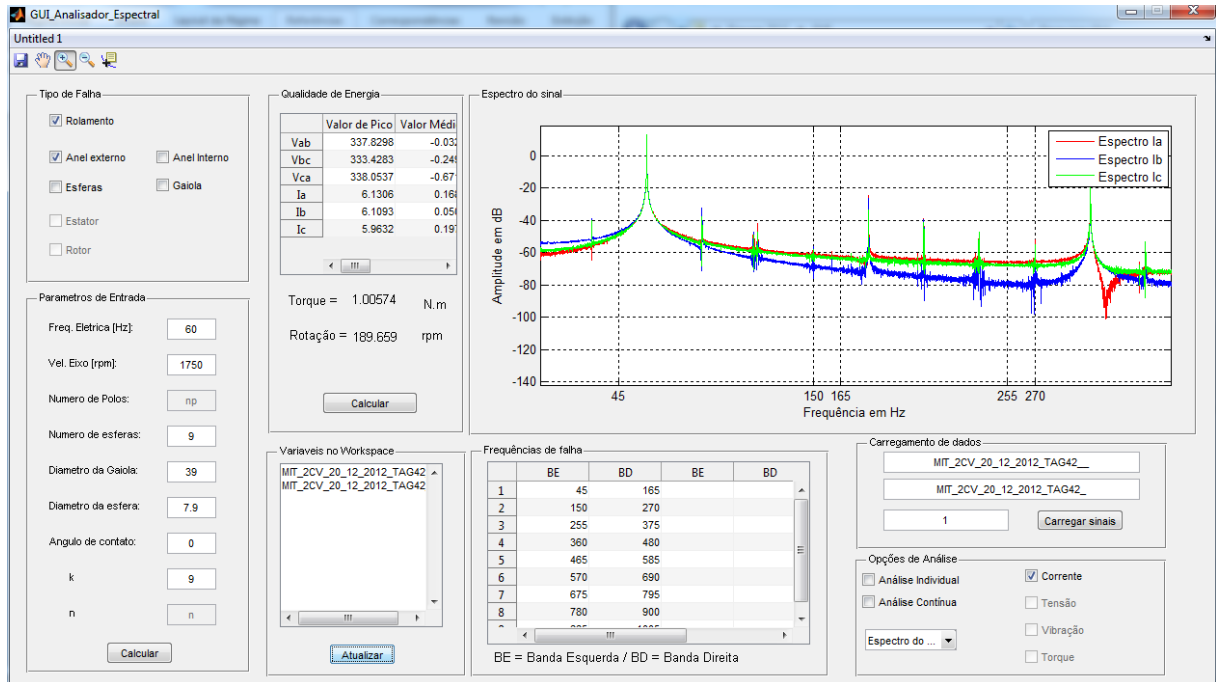 GUI_Analisador_Espectral
Untitled 1
Tipo de Falha
Rolamento
Anel externo
Anel Interno
Esferas
Gaiola
Estator
Rotor
Parametros de Entrada
Freq. Eletrica [Hz]: 60
Vel. Eixo [rpm]: 1750
Numero de Polos: np
Numero de esferas: 9
Diametro da Gaiola: 39
Diametro da esfera: 7.9
Angulo de contato: 0
k 9
n n
Calcular
Qualidade de Energia
Valor de Pico Valor Médi
Vab 337.8298 -0.032
Vbc 333.4283 -0.245
Vca 338.0537 -0.671
Ia 6.1306 0.168
Ib 6.1093 0.050
Ic 5.9632 0.197
Torque = 1.00574 N.m
Rotação = 189.659 rpm
Calcular
Variaveis no Workspace
MIT_2CV_20_12_2012_TAG42
MIT_2CV_20_12_2012_TAG42
Atualizar
Espectro do sinal
Espectro Ia
Espectro Ib
Espectro Ic
Amplitude em dB
0
-20
-40
-60
-80
-100
-120
-140
45 150 165 255 270
Frequência em Hz
Frequências de falha
BE BD BE BD
1 45 165
2 150 270
3 255 375
4 360 480
5 465 585
6 570 690
7 675 795
8 780 900
BE = Banda Esquerda / BD = Banda Direita
Carregamento de dados
MIT_2CV_20_12_2012_TAG42__
MIT_2CV_20_12_2012_TAG42_
1
Carregar sinais
Opções de Análise
Análise Individual
Análise Contínua
Espectro do ...
Corrente
Tensão
Vibração
Torque